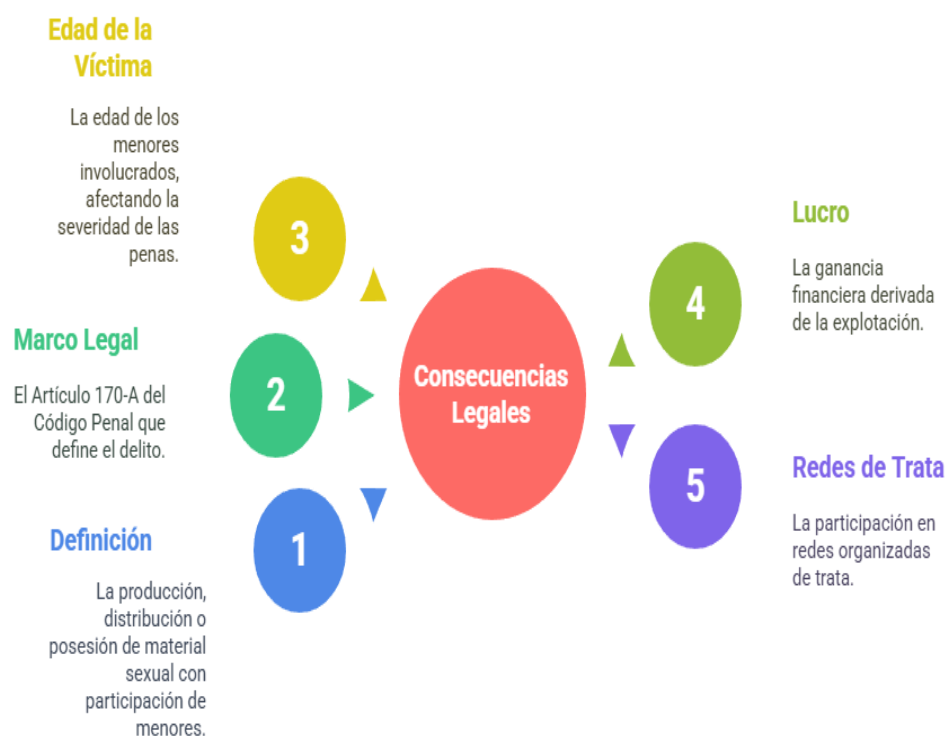 Edad de la
Víctima
La edad de los
menores
involucrados,
afectando la
severidad de las
penas.
3
Marco Legal
El Artículo 170-A del
Código Penal que
define el delito.
2
Definición
La producción,
distribución o
posesión de material
sexual con
participación de
menores.
1
Consecuencias
Legales
Lucro
La ganancia
financiera derivada
de la explotación.
4
Redes de Trata
La participación en
redes organizadas
de trata.
5